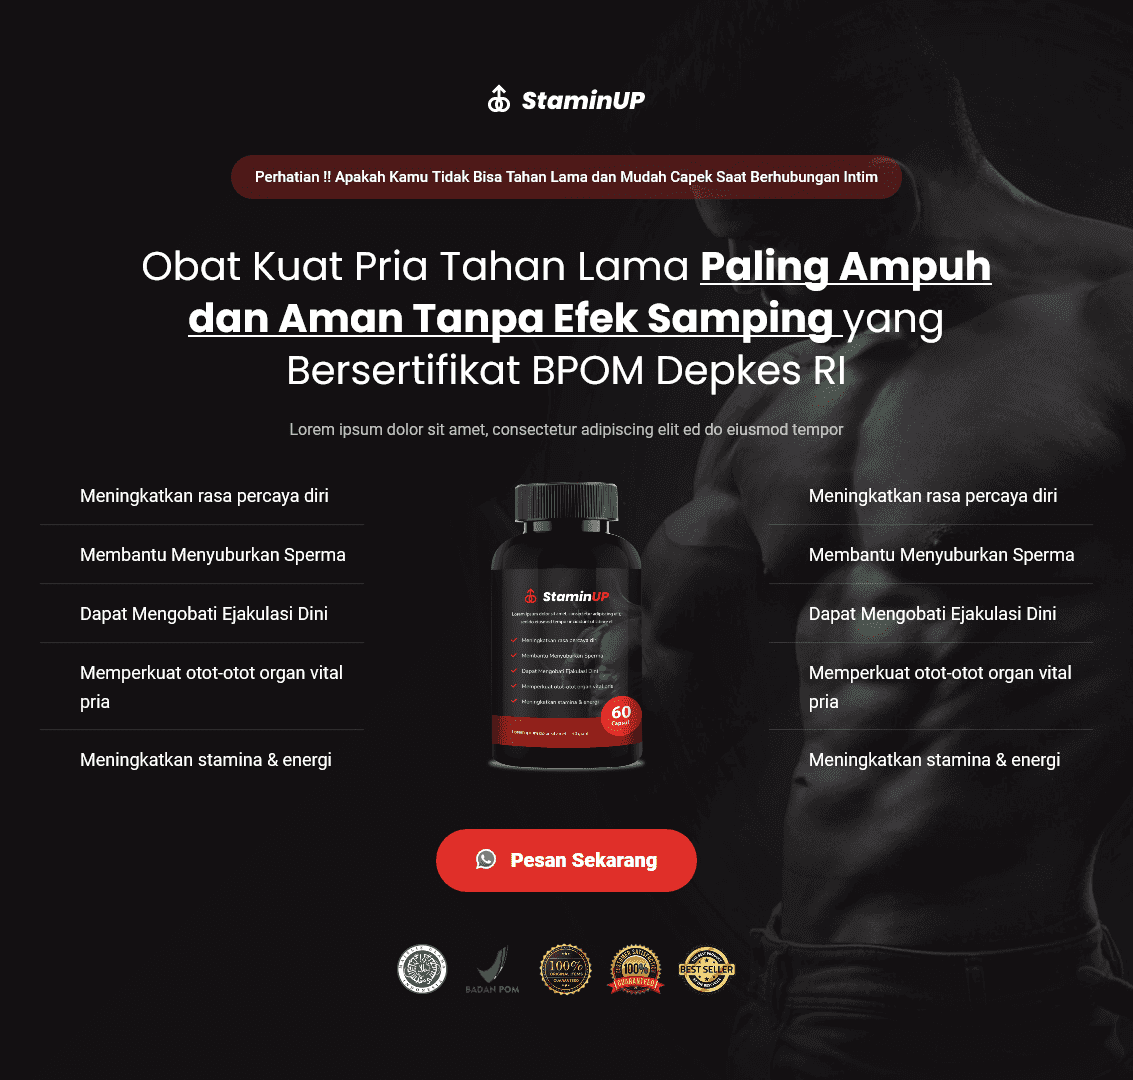 StaminUP
Perhatian !! Apakah Kamu Tidak Bisa Tahan Lama dan Mudah Capek Saat Berhubungan Intim
Obat Kuat Pria Tahan Lama Paling Ampuh
dan Aman Tanpa Efek Samping yang
Bersertifikat BPOM Depkes RI
Lorem ipsum dolor sit amet, consectetur adipiscing elit ed do eiusmod tempor
Meningkatkan rasa percaya diri
Membantu Menyuburkan Sperma
Dapat Mengobati Ejakulasi Dini
Memperkuat otot-otot organ vital
pria
Meningkatkan stamina & energi
StaminUP
Meningkatkan rasa percaya diri
Membantu Menyuburkan Sperma
Dapat Mengobati Ejakulasi Dini
Memperkuat otot-otot organ vital pria
Meningkatkan stamina & energi
60
Capsul
Meningkatkan rasa percaya diri
Membantu Menyuburkan Sperma
Dapat Mengobati Ejakulasi Dini
Memperkuat otot-otot organ vital
pria
Meningkatkan stamina & energi
Pesan Sekarang
BADAN POM
100%
ORIGINAL ITEMS
GUARANTEED
100%
GUARANTEED
BEST SELLER